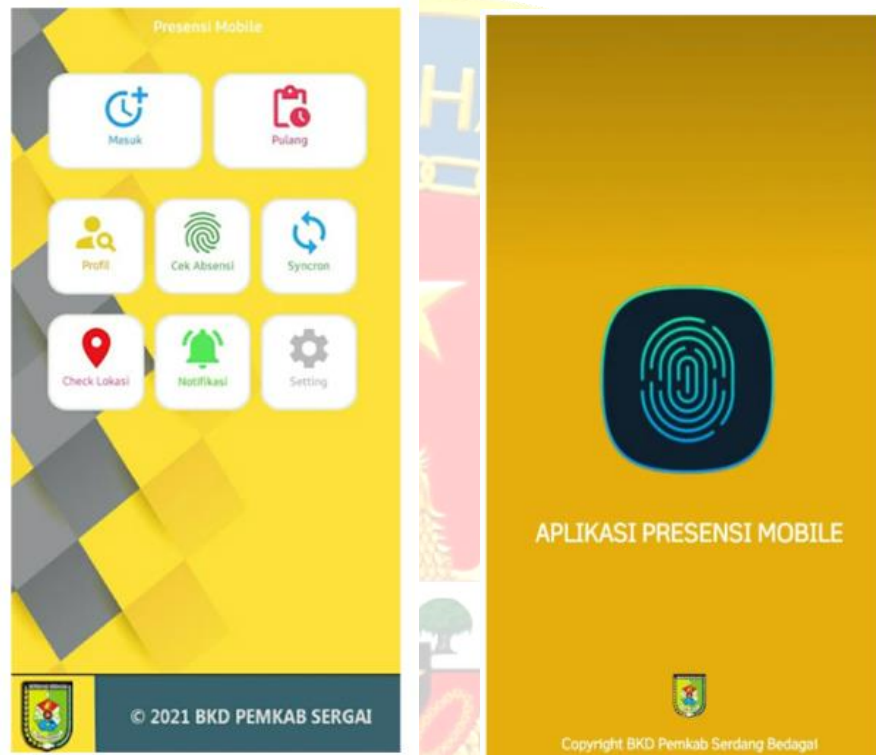 Presensi Mobile
Masuk
Pulang
Profil
Cek Absensi
Syncron
Check Lokasi
Notifikasi
Setting
© 2021 BKD PEMKAB SERGAI
APLIKASI PRESENSI MOBILE
Copyright BKD Pemkab Serdang Bedagai